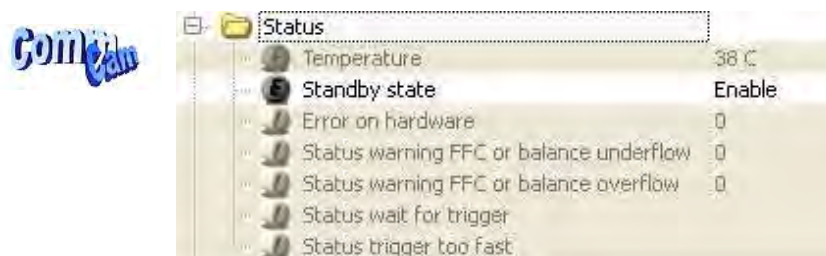 CommCam
Status
Temperature 38 C
Standby state Enable
Error on hardware 0
Status warning FFC or balance underflow 0
Status warning FFC or balance overflow 0
Status wait for trigger
Status trigger too fast